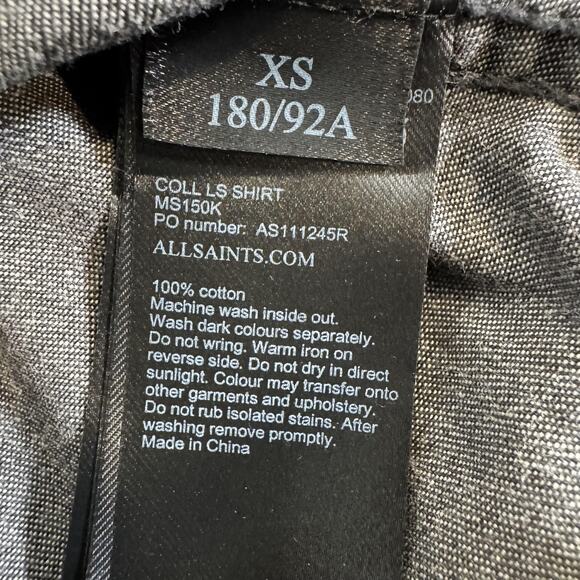 XS
180/92A
080
COLL LS SHIRT
MS150K
PO number: AS111245R
ALLSAINTS.COM
100% cotton
Machine wash inside out.
Wash dark colours separately.
Do not wring. Warm iron on
reverse side. Do not dry in direct
sunlight. Colour may transfer onto
other garments and upholstery.
Do not rub isolated stains. After
washing remove promptly.
Made in China